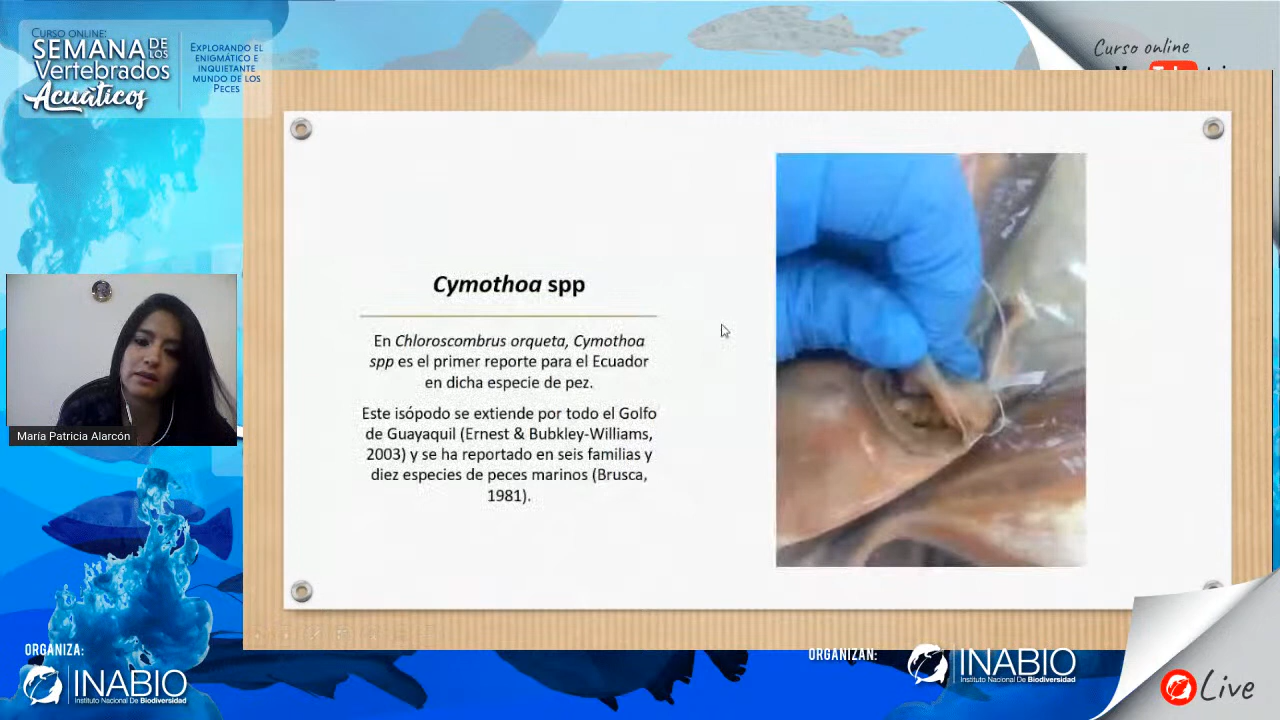 CURSO ONLINE:
SEMANA DE LOS
Vertebrados
Acuáticos
EXPLORANDO EL
ENIGMÁTICO E
INQUIETANTE
MUNDO DE LOS
PECES
Curso online
Cymothoa spp
En Chloroscombrus orqueta, Cymothoa
spp es el primer reporte para el Ecuador
en dicha especie de pez.
Este isópodo se extiende por todo el Golfo
de Guayaquil (Ernest & Bubkley-Williams,
2003) y se ha reportado en seis familias y
diez especies de peces marinos (Brusca,
1981).
María Patricia Alarcón
ORGANIZA:
INABIO
Instituto Nacional De Biodiversidad
ORGANIZAN:
INABIO
Instituto Nacional De Biodiversidad
Live